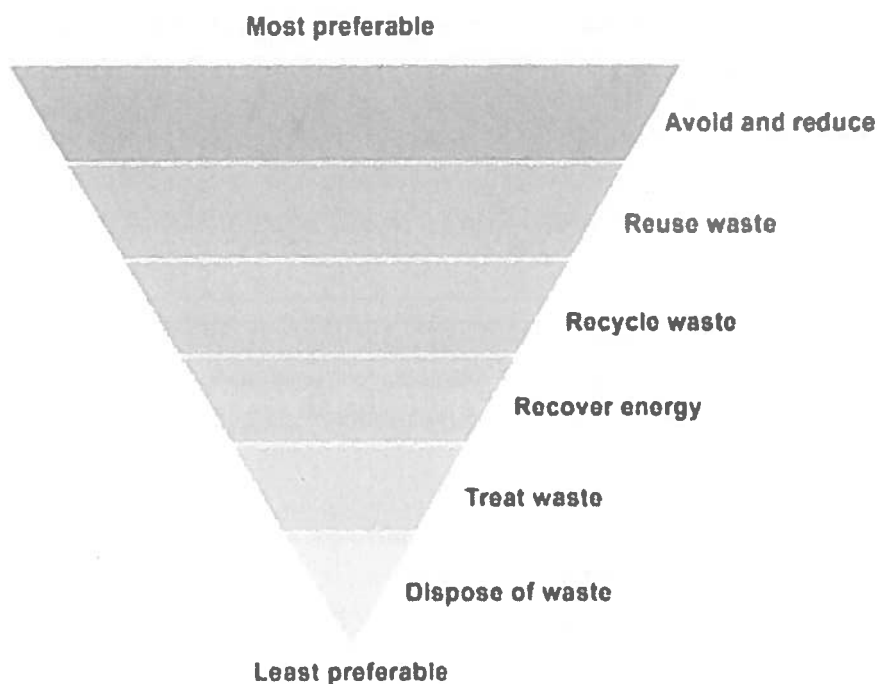 Most preferable
Avoid and reduce
Reuse waste
Recycle waste
Recover energy
Treat waste
Dispose of waste
Least preferable